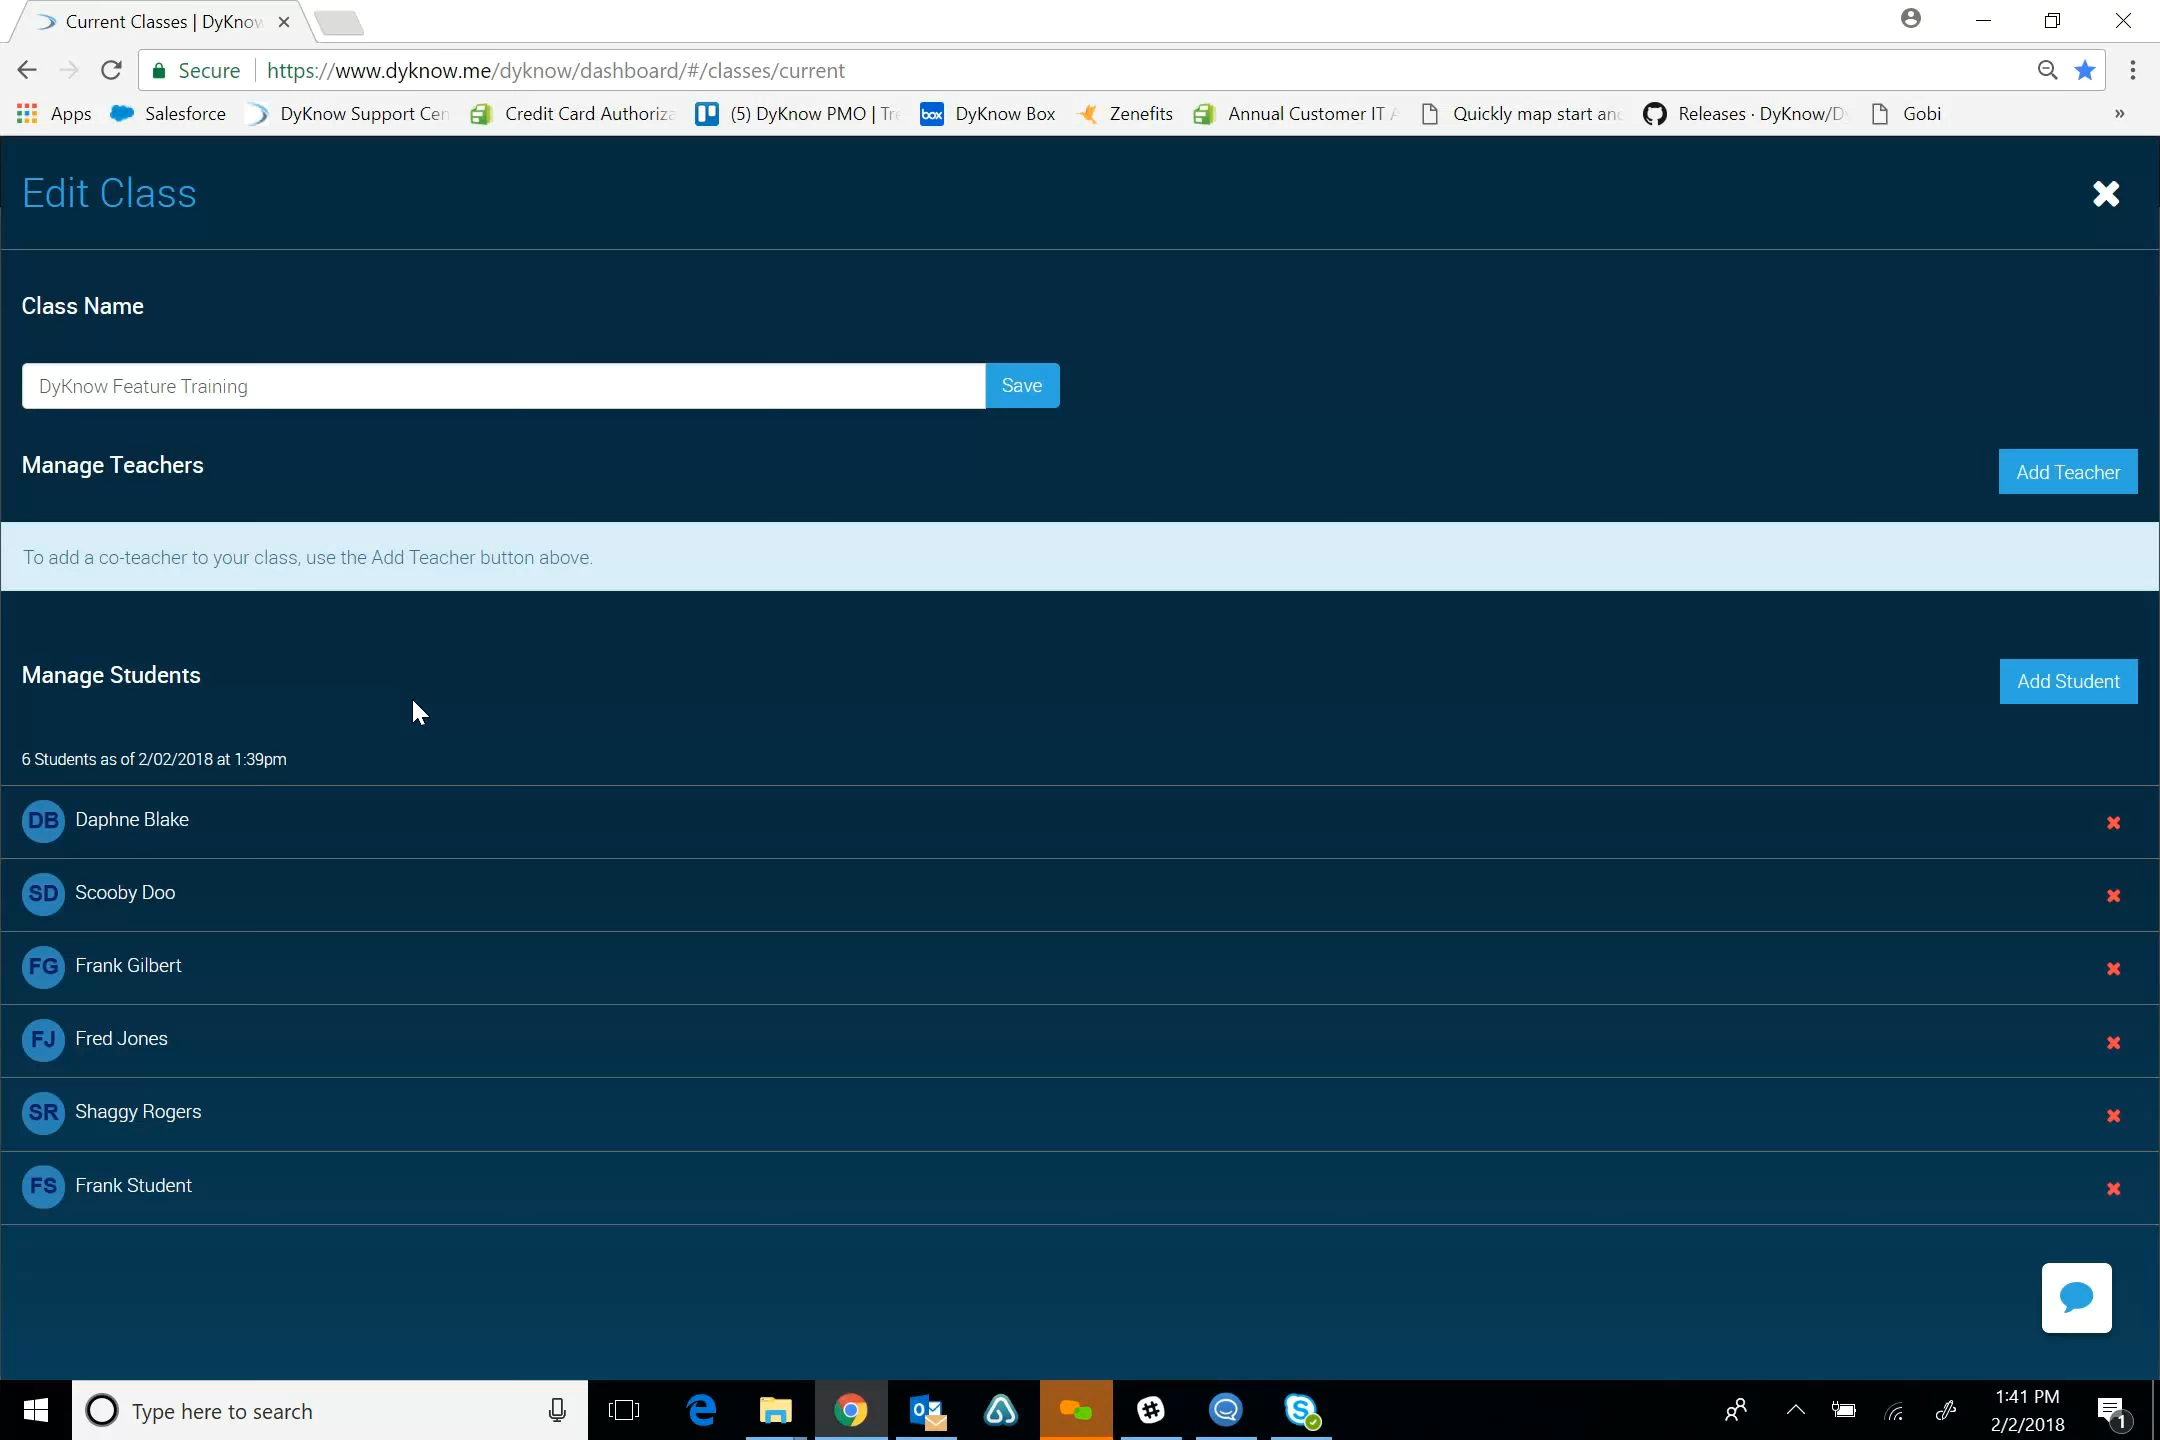 Current Classes | DyKnow
Secure https://www.dyknow.me/dyknow/dashboard/#/classes/current
Apps Salesforce DyKnow Support Cen Credit Card Authoriza (5) DyKnow PMO | Tre box DyKnow Box Zenefits Annual Customer IT A Quickly map start and Releases · DyKnow/D Gobi »
Edit Class
Class Name
DyKnow Feature Training Save
Manage Teachers Add Teacher
To add a co-teacher to your class, use the Add Teacher button above.
Manage Students Add Student
6 Students as of 2/02/2018 at 1:39pm
DB Daphne Blake
SD Scooby Doo
FG Frank Gilbert
FJ Fred Jones
SR Shaggy Rogers
FS Frank Student
Type here to search
1:41 PM
2/2/2018
1